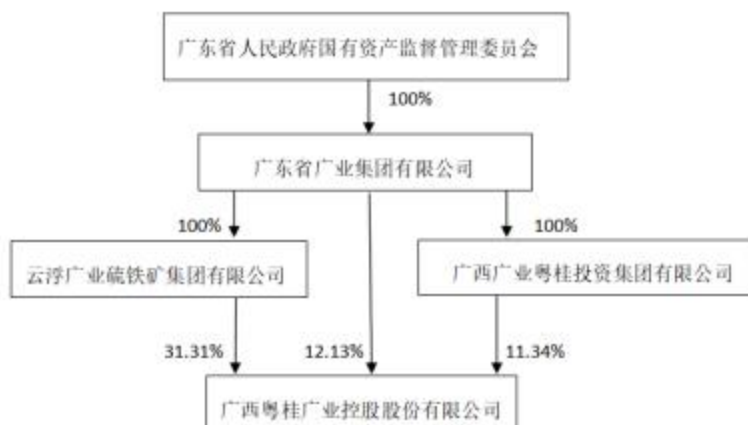 广东省人民政府国有资产监督管理委员会
100%
广东省广业集团有限公司
100%
100%
云浮广业硫铁矿集团有限公司
广西广业粤桂投资集团有限公司
31.31%
12.13%
11.34%
广西粤桂广业控股股份有限公司